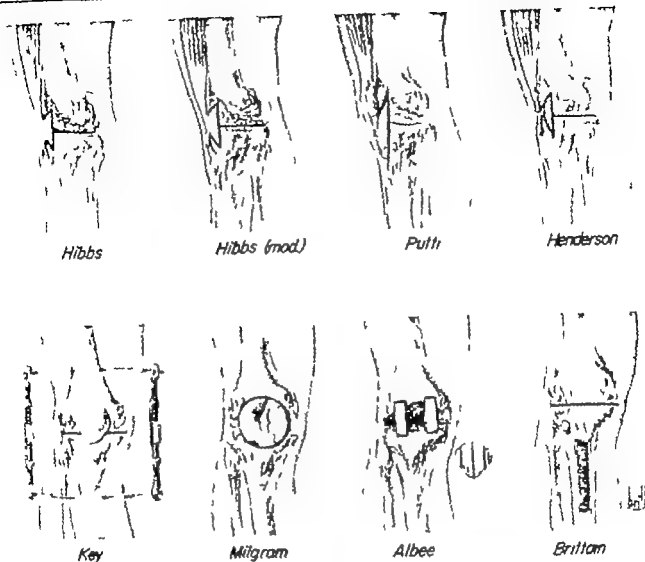 Hibbs
Hibbs (mod.)
Putti
Henderson
Key
Milgram
Albee
Brittain